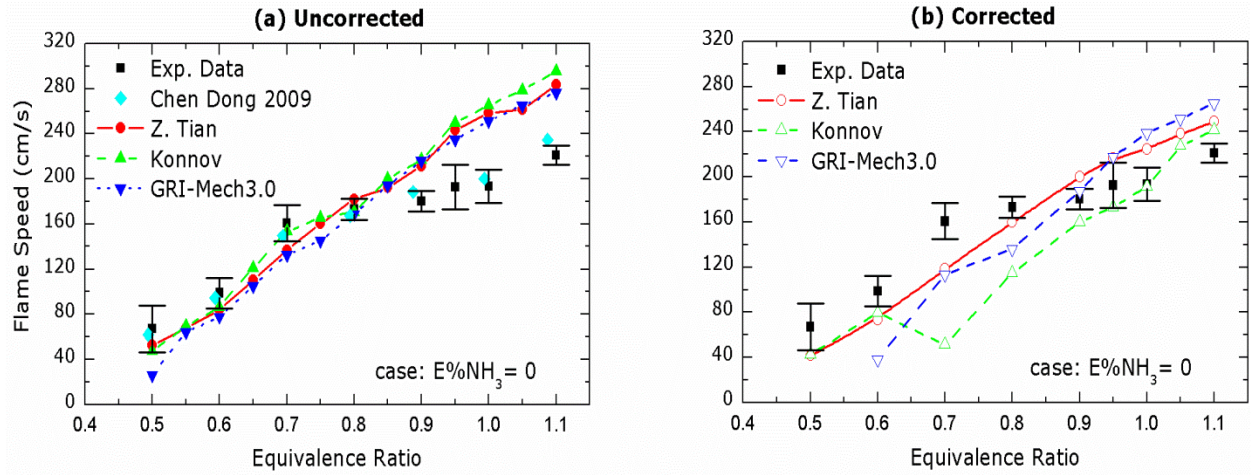 (a) Uncorrected
Flame Speed (cm/s)
320
280
240
200
160
120
80
40
0
Exp. Data
Chen Dong 2009
Z. Tian
Konnov
GRI-Mech3.0
case: E%NH₃= 0
0.4 0.5 0.6 0.7 0.8 0.9 1.0 1.1
Equivalence Ratio
(b) Corrected
320
280
240
200
160
120
80
40
0
Exp. Data
Z. Tian
Konnov
GRI-Mech3.0
case: E%NH₃= 0
0.4 0.5 0.6 0.7 0.8 0.9 1.0 1.1
Equivalence Ratio